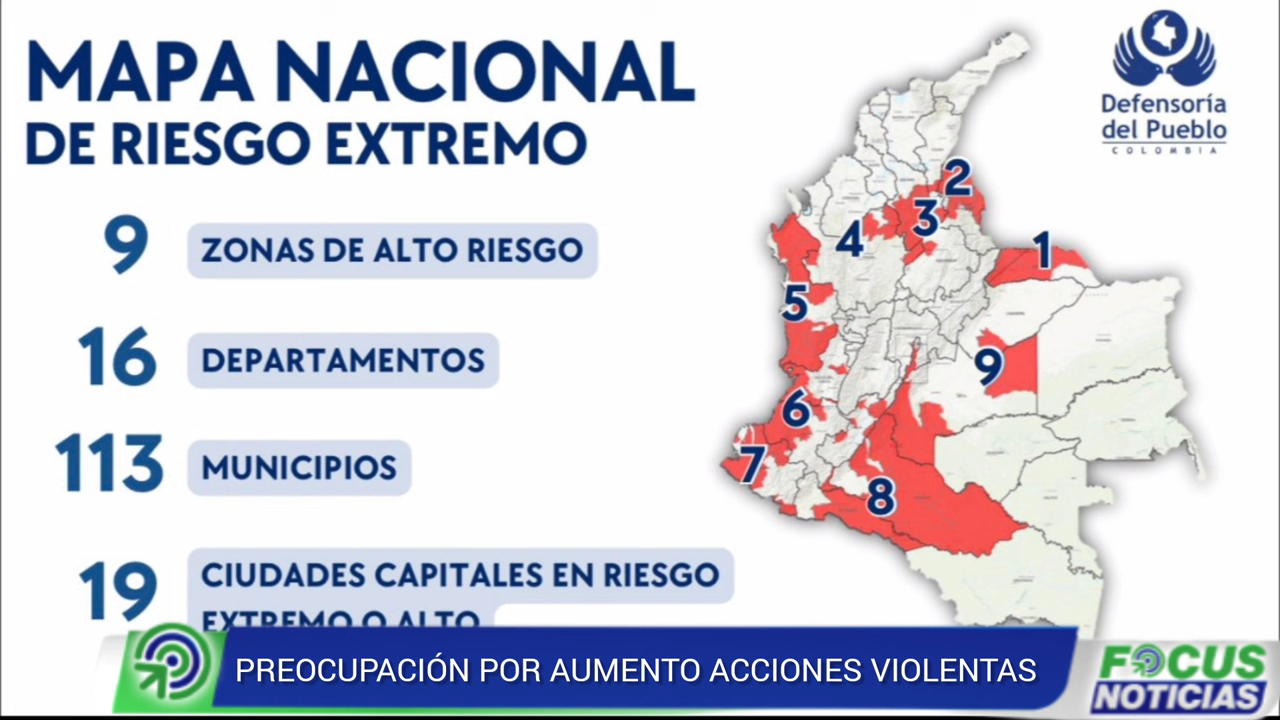 MAPA NACIONAL
DE RIESGO EXTREMO
9
ZONAS DE ALTO RIESGO
16
DEPARTAMENTOS
113
MUNICIPIOS
19
CIUDADES CAPITALES EN RIESGO
EXTREMO O ALTO
Defensoría
del Pueblo
COLOMBIA
2
3
4
1
5
9
6
7
8
PREOCUPACIÓN POR AUMENTO ACCIONES VIOLENTAS
FOCUS
NOTICIAS